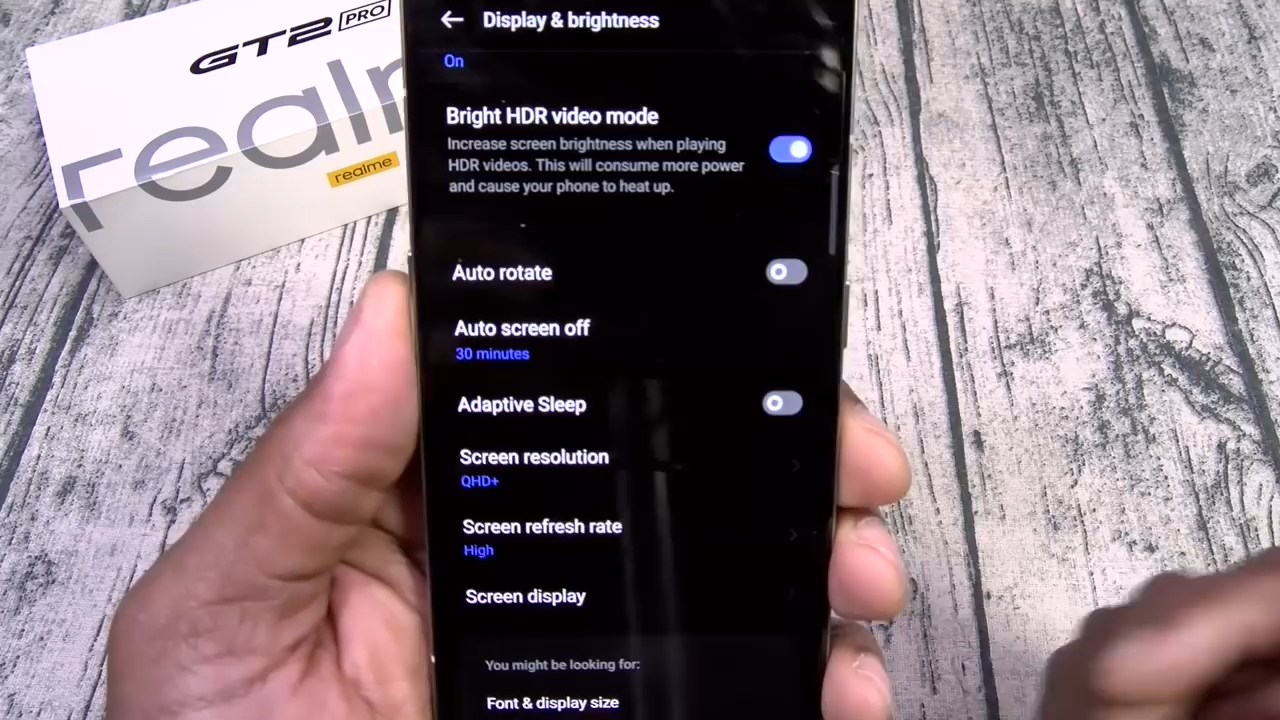 GT2 PRO
realm
realme
Display & brightness
On
Bright HDR video mode
Increase screen brightness when playing
HDR videos. This will consume more power
and cause your phone to heat up.
Auto rotate
Auto screen off
30 minutes
Adaptive Sleep
Screen resolution
QHD+
Screen refresh rate
High
Screen display
You might be looking for:
Font & display size